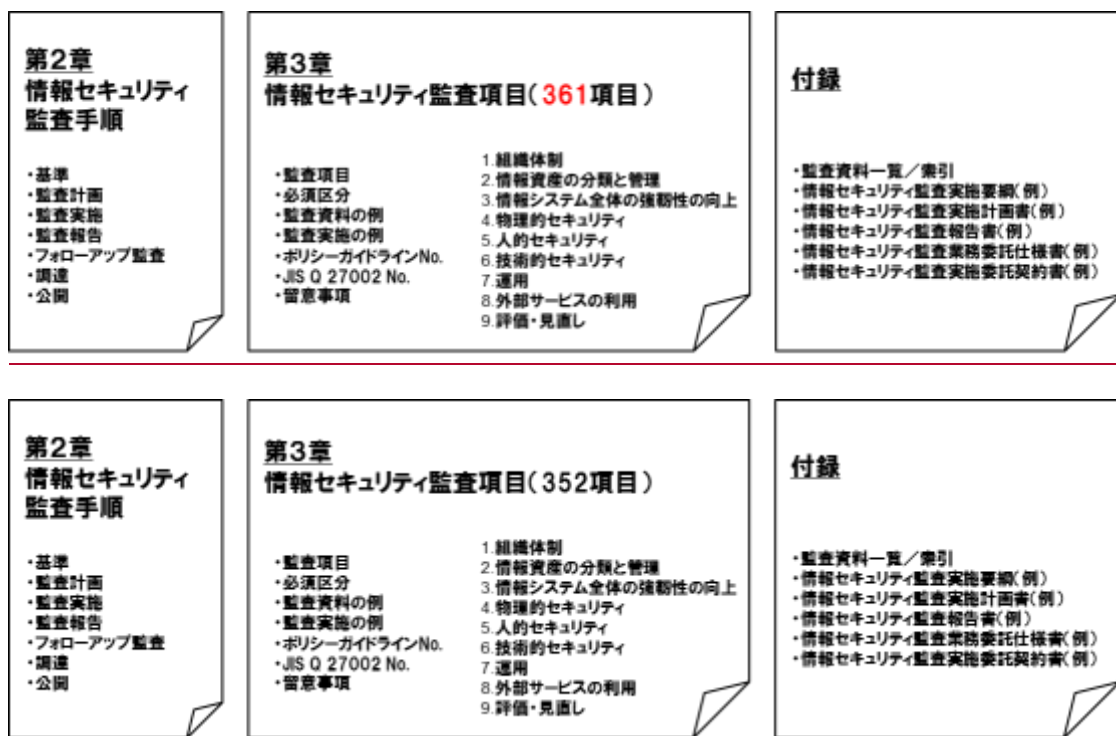 第2章
情報セキュリティ
監査手順
・基準
・監査計画
・監査実施
・監査報告
・フォローアップ監査
・調達
・公開
第3章
情報セキュリティ監査項目(361項目)
・監査項目
・必須区分
・監査資料の例
・監査実施の例
・ポリシーガイドラインNo.
・JIS Q 27002 No.
・留意事項
1.組織体制
2.情報資産の分類と管理
3.情報システム全体の強靭性の向上
4.物理的セキュリティ
5.人的セキュリティ
6.技術的セキュリティ
7.運用
8.外部サービスの利用
9.評価・見直し
付録
・監査資料一覧/索引
・情報セキュリティ監査実施要綱(例)
・情報セキュリティ監査実施計画書(例)
・情報セキュリティ監査報告書(例)
・情報セキュリティ監査業務委託仕様書(例)
・情報セキュリティ監査実施委託契約書(例)
第2章
情報セキュリティ
監査手順
・基準
・監査計画
・監査実施
・監査報告
・フォローアップ監査
・調達
・公開
第3章
情報セキュリティ監査項目(352項目)
・監査項目
・必須区分
・監査資料の例
・監査実施の例
・ポリシーガイドラインNo.
・JIS Q 27002 No.
・留意事項
1.組織体制
2.情報資産の分類と管理
3.情報システム全体の強靭性の向上
4.物理的セキュリティ
5.人的セキュリティ
6.技術的セキュリティ
7.運用
8.外部サービスの利用
9.評価・見直し
付録
・監査資料一覧/索引
・情報セキュリティ監査実施要綱(例)
・情報セキュリティ監査実施計画書(例)
・情報セキュリティ監査報告書(例)
・情報セキュリティ監査業務委託仕様書(例)
・情報セキュリティ監査実施委託契約書(例)